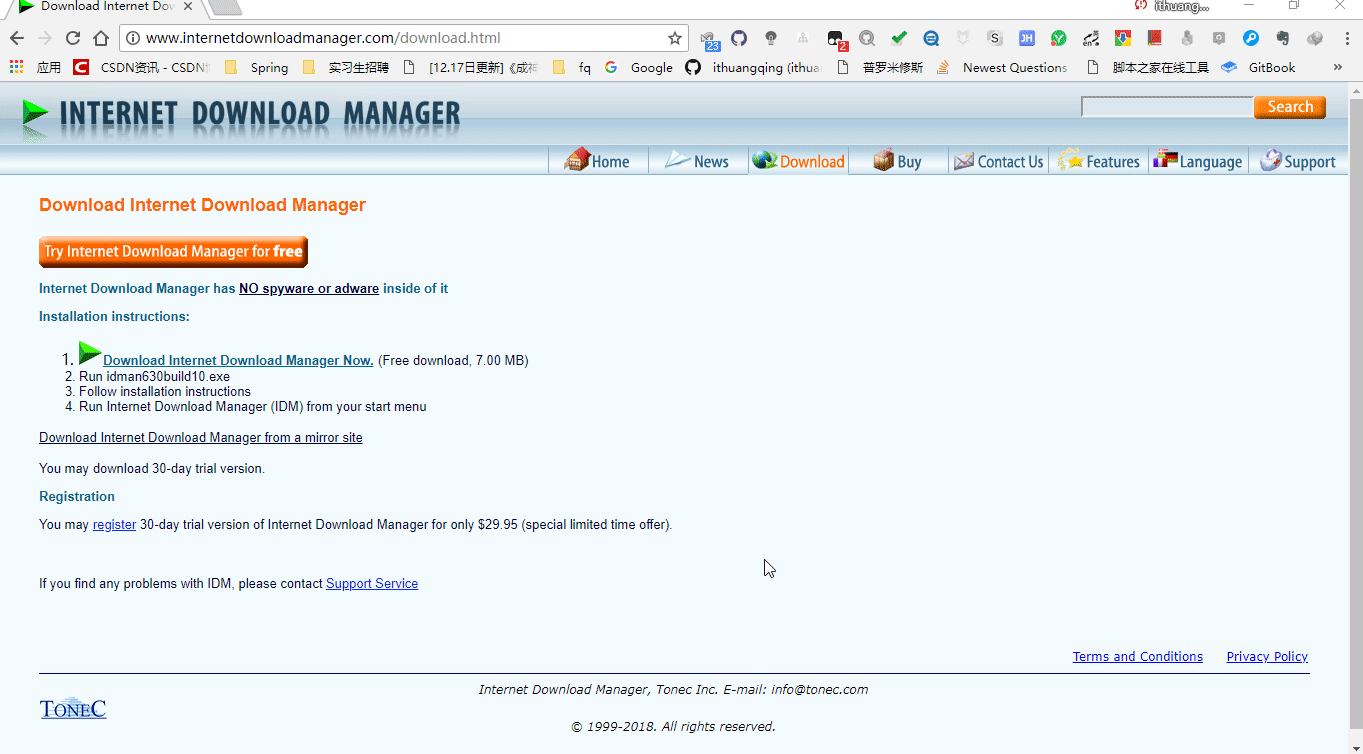 Download Internet Dow
ithuang...
www.internetdownloadmanager.com/download.html
23
2
S
JH
en
应用 CSDN资讯 - CSDN Spring 实习生招聘 [12.17日更新]《成神 fq Google ithuangqing (ithua 普罗米修斯 Newest Questions 脚本之家在线工具 GitBook »
INTERNET DOWNLOAD MANAGER
Search
Home News Download Buy Contact Us Features Language Support
Download Internet Download Manager
Try Internet Download Manager for free
Internet Download Manager has NO spyware or adware inside of it
Installation instructions:
1. Download Internet Download Manager Now. (Free download, 7.00 MB)
2. Run idman630build10.exe
3. Follow installation instructions
4. Run Internet Download Manager (IDM) from your start menu
Download Internet Download Manager from a mirror site
You may download 30-day trial version.
Registration
You may register 30-day trial version of Internet Download Manager for only $29.95 (special limited time offer).
If you find any problems with IDM, please contact Support Service
Terms and Conditions Privacy Policy
Internet Download Manager, Tonec Inc. E-mail: info@tonec.com
TONEC
© 1999-2018. All rights reserved.